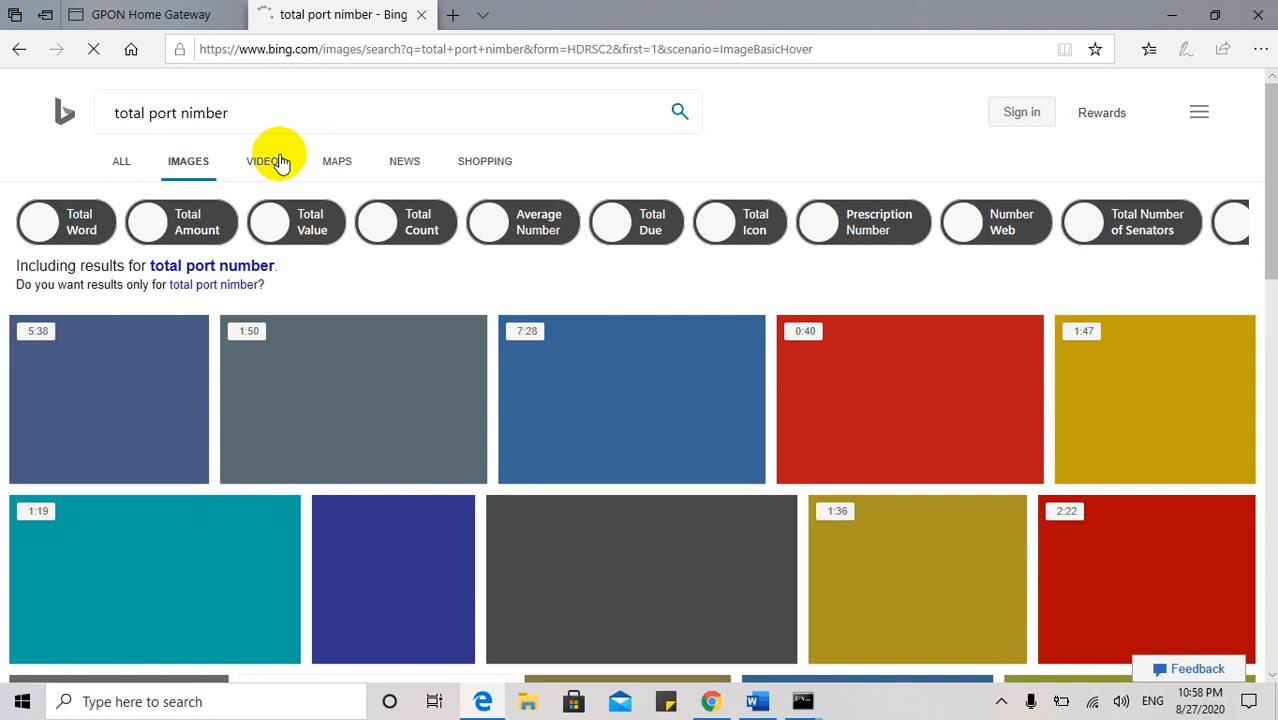 GPON Home Gateway
total port nimber - Bing
https://www.bing.com/images/search?q=total+port+nimber&form=HDRSC2&first=1&scenario=ImageBasicHover
total port nimber
Sign in
Rewards
ALL
IMAGES
VIDEO
MAPS
NEWS
SHOPPING
Total
Word
Total
Amount
Total
Value
Total
Count
Average
Number
Total
Due
Total
Icon
Prescription
Number
Number
Web
Total Number
of Senators
Including results for total port number.
Do you want results only for total port nimber?
5:38
1:50
7:28
0:40
1:47
1:19
1:36
2:22
Feedback
Type here to search
ENG
10:58 PM
8/27/2020